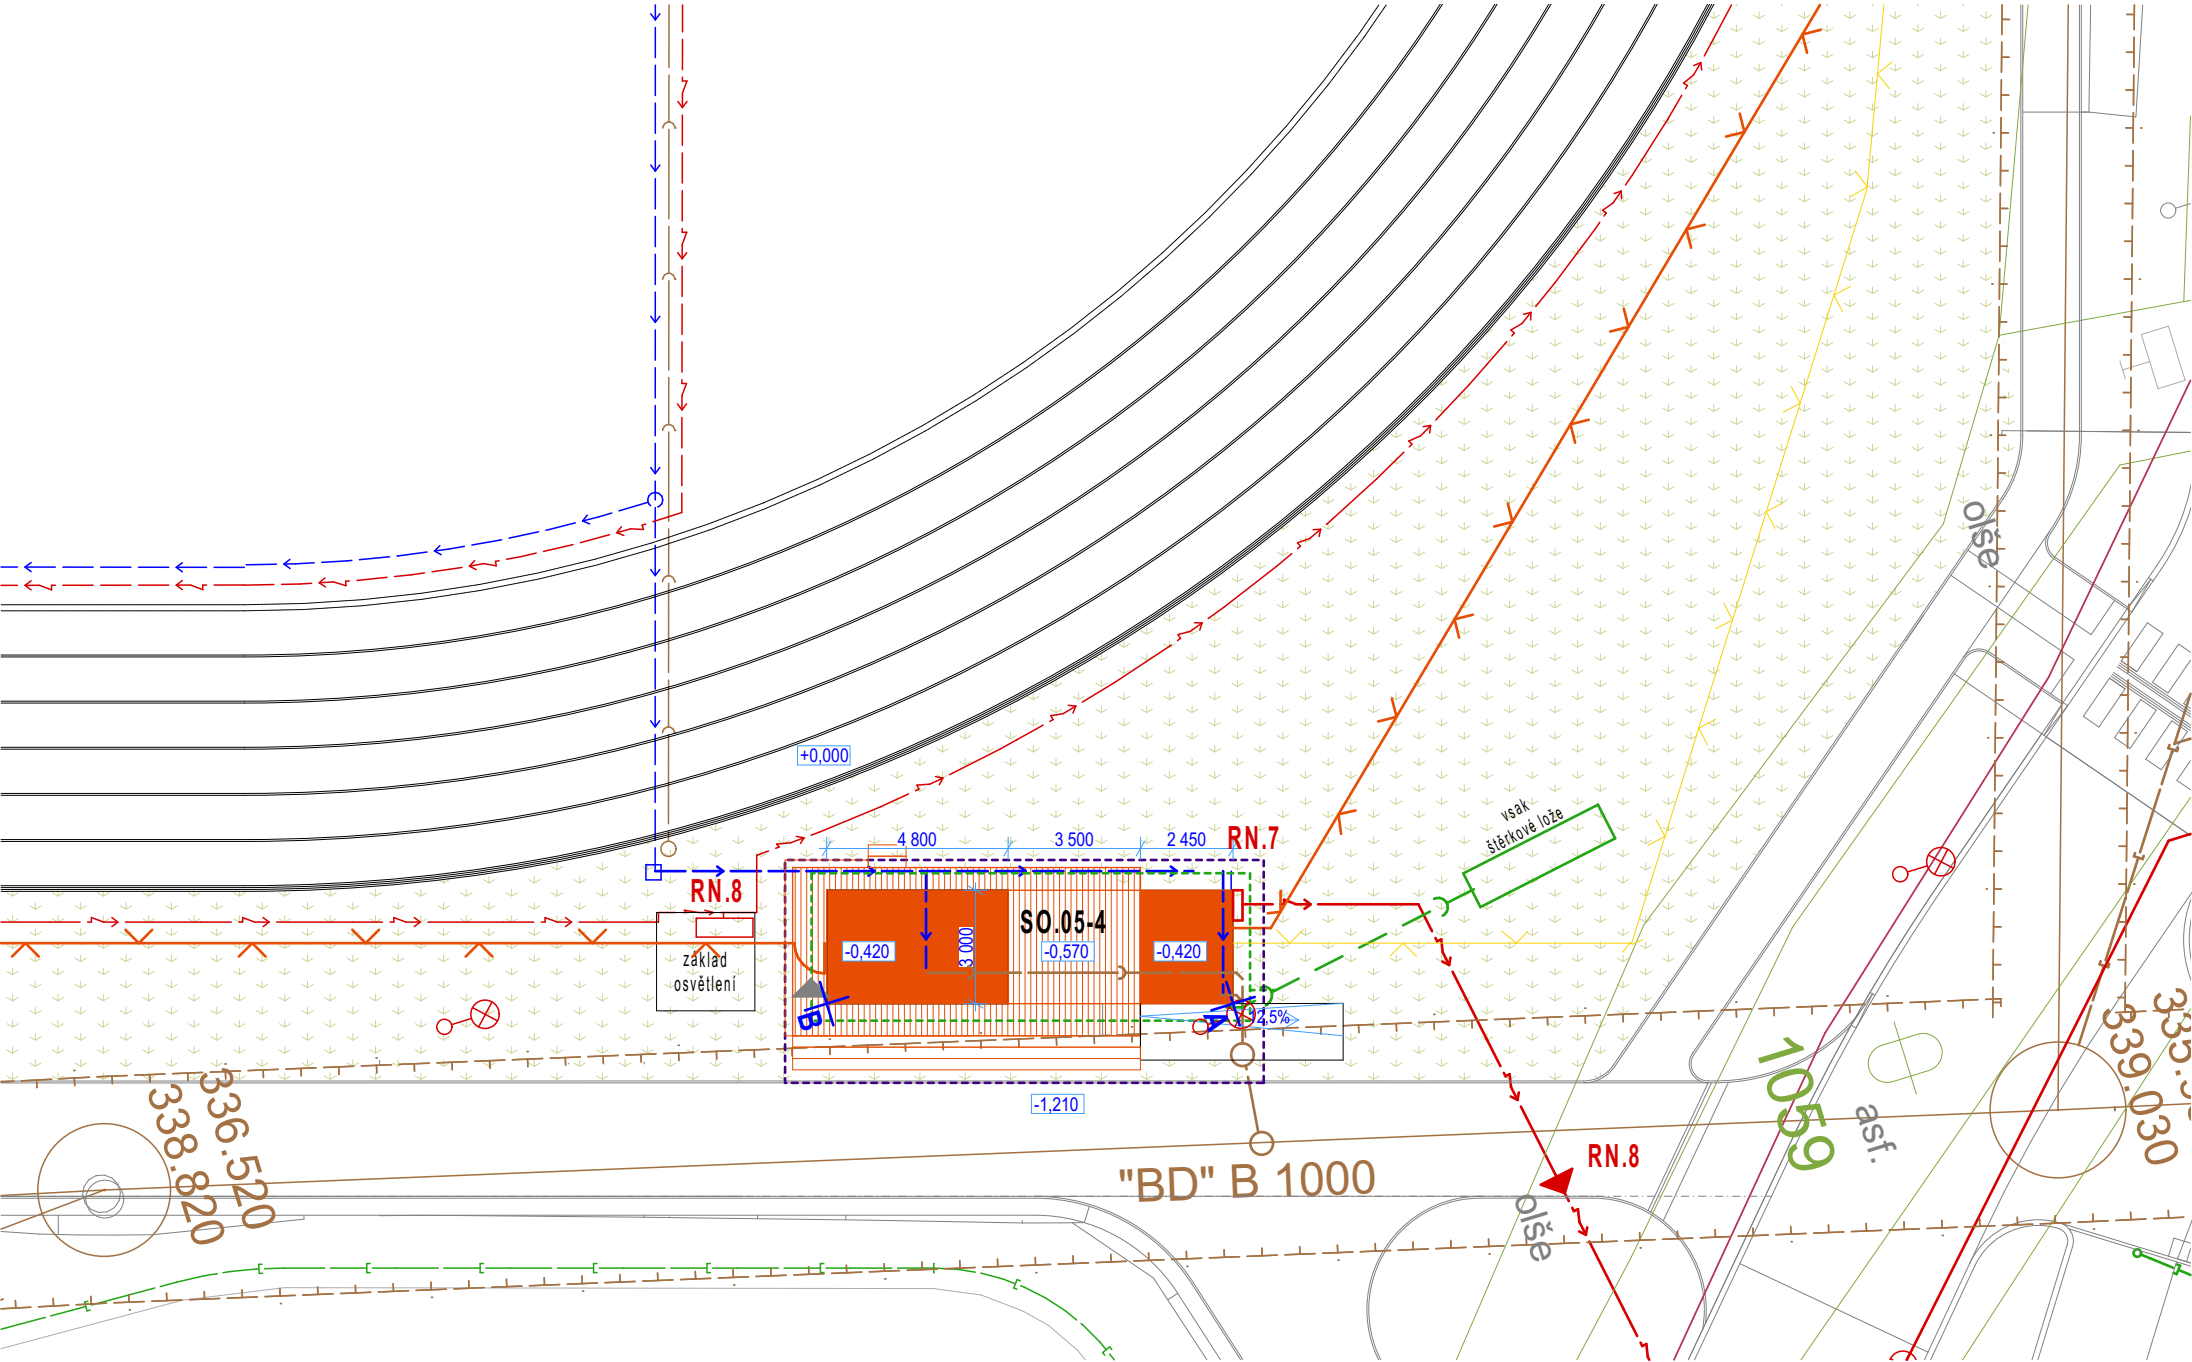 olše
+0,000
vsak
štěrkové lože
4 800
3 500
2 450
RN.7
RN.8
SO.05-4
-0,420
3 000
-0,570
-0,420
základ
osvětlení
B
A
2,5%
-1,210
336.520
338.820
"BD" B 1000
RN.8
olše
1059
asf.
339.030